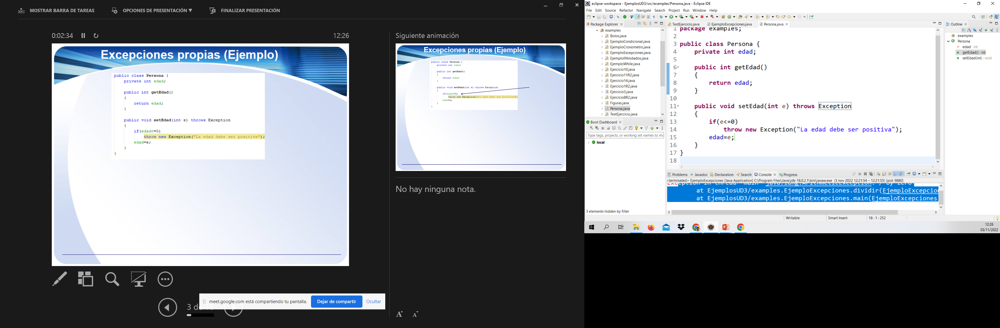 MOSTRAR BARRA DE TAREAS
OPCIONES DE PRESENTACIÓN ▼
FINALIZAR PRESENTACIÓN
0:02:34
12:26
Excepciones propias (Ejemplo)
public class Persona {
private int edad;
public int getEdad()
{
return edad;
}
public void setEdad(int e) throws Exception
{
if(edad<=0)
throw new Exception("La edad debe ser positiva");
edad=e;
}
}
Siguiente animación
Excepciones propias (Ejemplo)
public class Persona {
private int edad;
public int getEdad()
{
return edad;
}
public void setEdad(int e) throws Exception
{
if(edad<=0)
throw new Exception("La edad debe ser positiva");
edad=e;
}
}
No hay ninguna nota.
meet.google.com está compartiendo tu pantalla.
Dejar de compartir
Ocultar
3 de 18
A A
eclipse-workspace - EjemplosUD3/src/examples/Persona.java - Eclipse IDE
File Edit Source Refactor Navigate Search Project Run Window Help
Package Explorer
examples
Bolos.java
EjemploCondicional.java
EjemploCronometro.java
EjemploExcepciones.java
EjemploIfAnidados.java
EjemploWhile.java
Ejercicio10.java
Ejercicio11R2.java
Ejercicio14.java
Ejercicio1R2.java
Ejercicio3.java
Ejercicio8R2.java
Figuras.java
Persona.java
TestEjercicio.java
Boot Dashboard
Type tags, projects, or working set names to ma
local
3 elements hidden by filter
TestEjercicio.java
EjemploExcepciones.java
Persona.java
1 package examples;
2
3 public class Persona {
4 private int edad;
5
6 public int getEdad()
7 {
8 return edad;
9 }
10
11 public void setEdad(int e) throws Exception
12 {
13 if(e<=0)
14 throw new Exception("La edad debe ser positiva");
15 edad=e;
16 }
17 }
18
Problems Javadoc Declaration Search Console Progress
<terminated> EjemploExcepciones [Java Application] C:\Program Files\Java\jdk-18.0.2.1\bin\javaw.exe (3 nov 2022 12:21:54 – 12:21:55) [pid: 9880]
Exception in thread "main" java.lang.ArithmeticException: / by zero
at EjemplosUD3/examples.EjemploExcepciones.dividir(EjemploExcepcio
at EjemplosUD3/examples.EjemploExcepciones.main(EjemploExcepciones
Outline
examples
Persona
edad : int
getEdad() : int
setEdad(int) : void
Writable
Smart Insert
18 : 1 : 252
12:26
03/11/2022